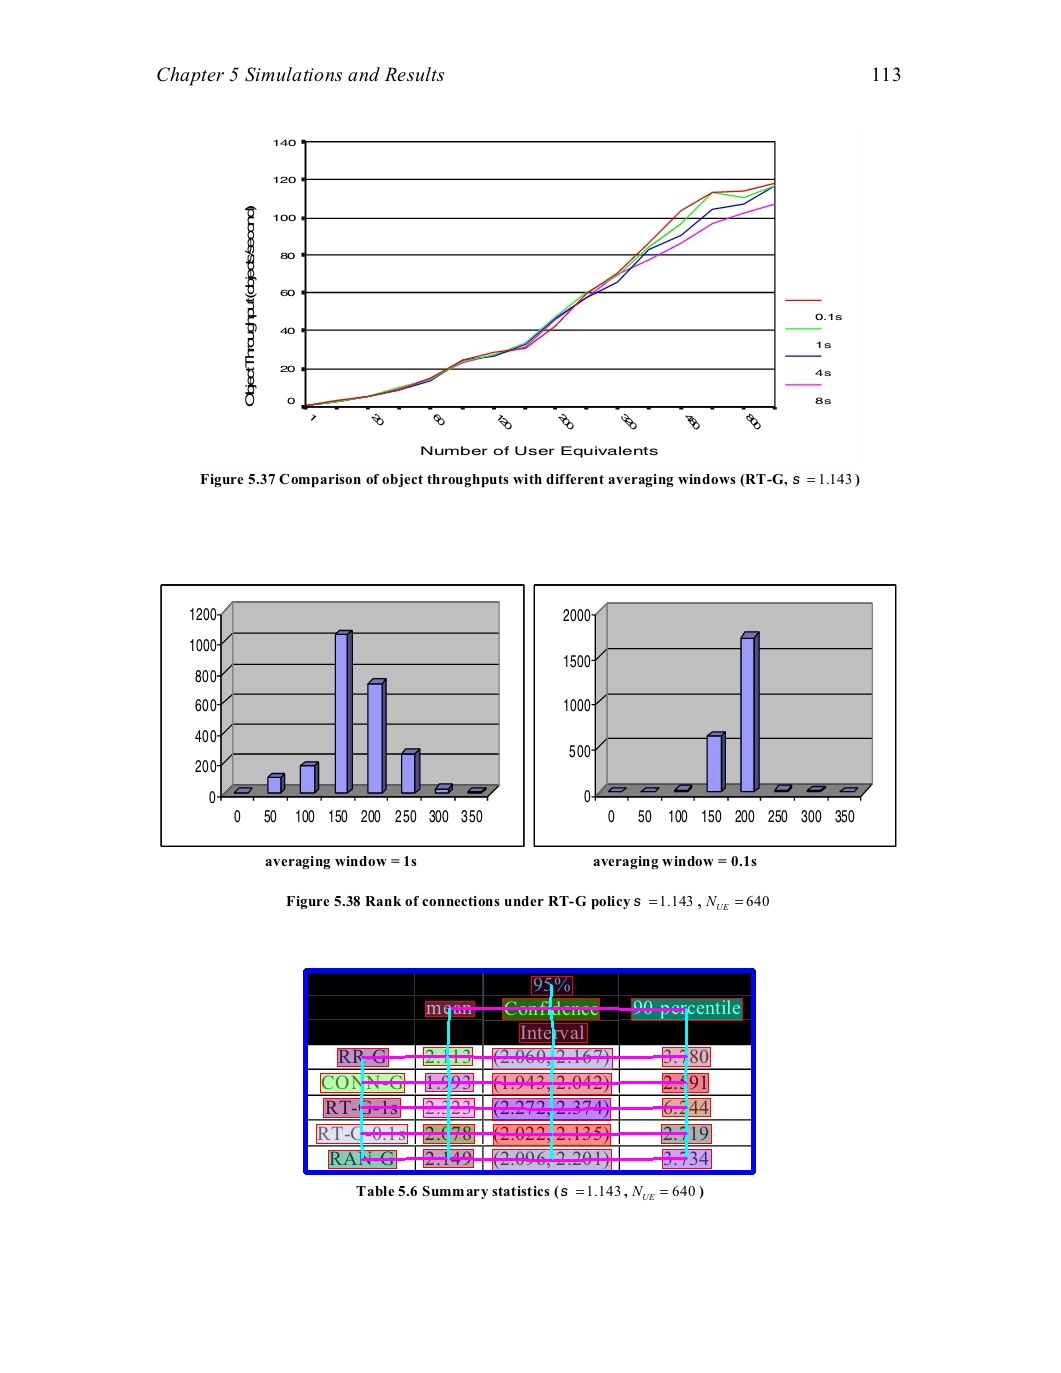 Chapter 5 Simulations and Results 113
140
120
100
80
60
40
20
0
Object Throughput (objects/second)
1 20 60 120 200 320 480 800
Number of User Equivalents
0.1s
1s
4s
8s
Figure 5.37 Comparison of object throughputs with different averaging windows (RT-G, s = 1.143 )
1200
1000
800
600
400
200
0
0 50 100 150 200 250 300 350
2000
1500
1000
500
0
0 50 100 150 200 250 300 350
averaging window = 1s averaging window = 0.1s
Figure 5.38 Rank of connections under RT-G policy s = 1.143 , N_UE = 640
95%
mean Confidence 90-percentile
Interval
RR-G 2.113 (2.060, 2.167) 3.780
CONN-G 1.993 (1.943, 2.042) 2.591
RT-G-1s 2.323 (2.272, 2.374) 6.244
RT-G-0.1s 2.078 (2.022, 2.135) 2.719
RAN-G 2.149 (2.096, 2.201) 3.734
Table 5.6 Summary statistics ( s = 1.143 , N_UE = 640 )